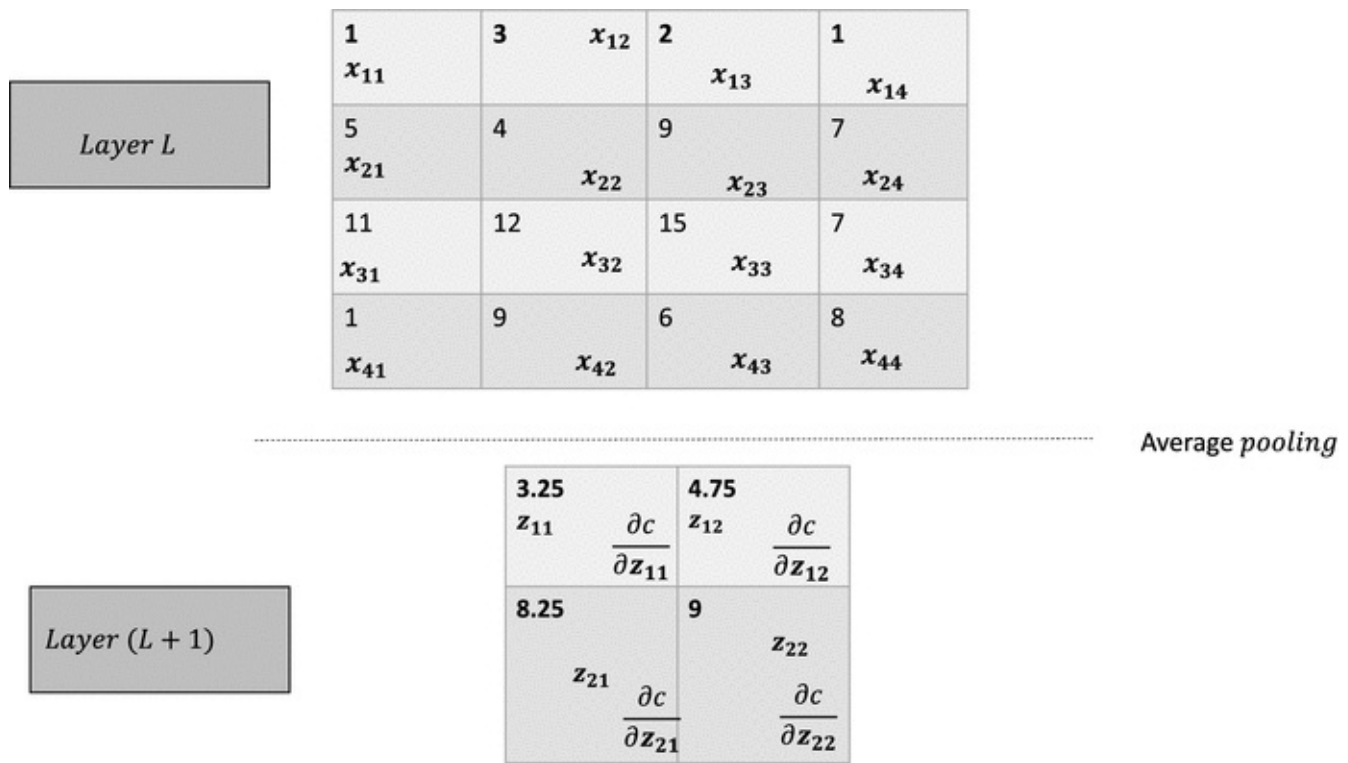 1 3 x₁₂ 2 1
x₁₁ x₁₃ x₁₄
Layer L
5 4 9 7
x₂₁ x₂₂ x₂₃ x₂₄
11 12 15 7
x₃₁ x₃₂ x₃₃ x₃₄
1 9 6 8
x₄₁ x₄₂ x₄₃ x₄₄
Average pooling
3.25 4.75
z₁₁ ∂c/∂z₁₁ z₁₂ ∂c/∂z₁₂
8.25 9
Layer (L + 1)
z₂₁ ∂c/∂z₂₁ z₂₂ ∂c/∂z₂₂